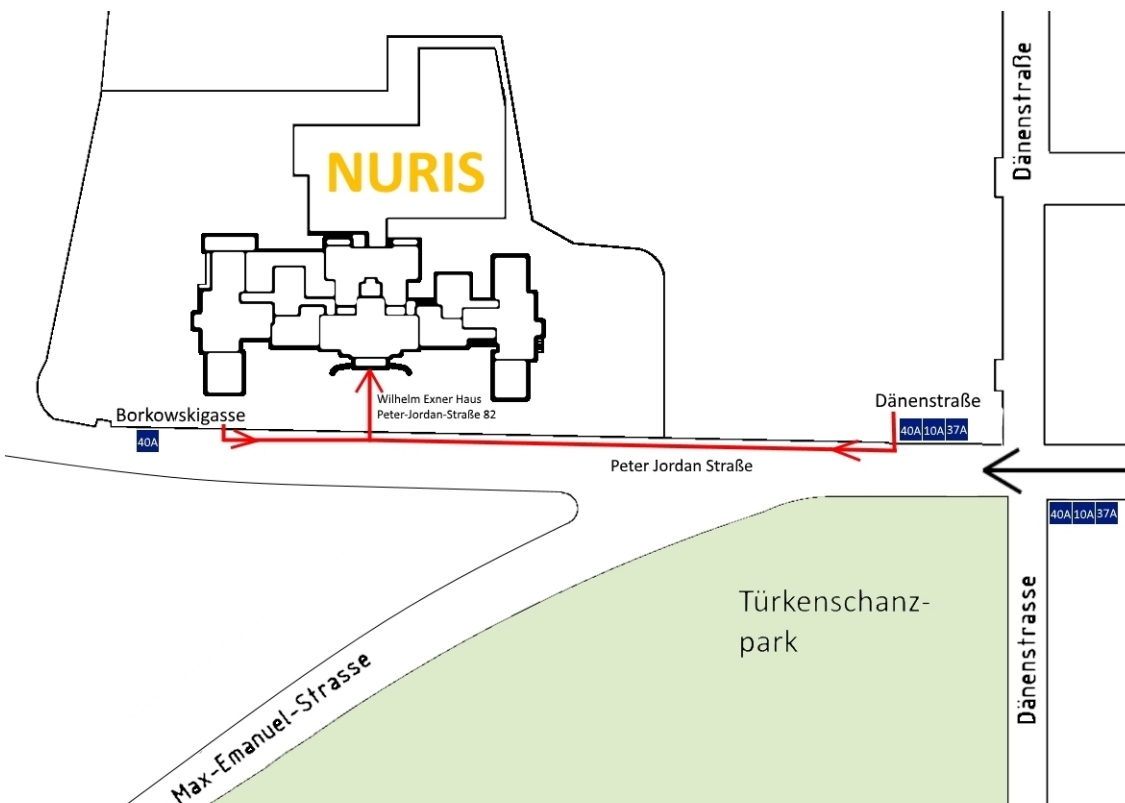 Dänenstraße
NURIS
Wilhelm Exner Haus
Peter-Jordan-Straße 82
Borkowskigasse
40A
Dänenstraße
40A 10A 37A
Peter Jordan Straße
40A 10A 37A
Türkenschanz-
park
Max-Emanuel-Strasse
Dänenstrasse